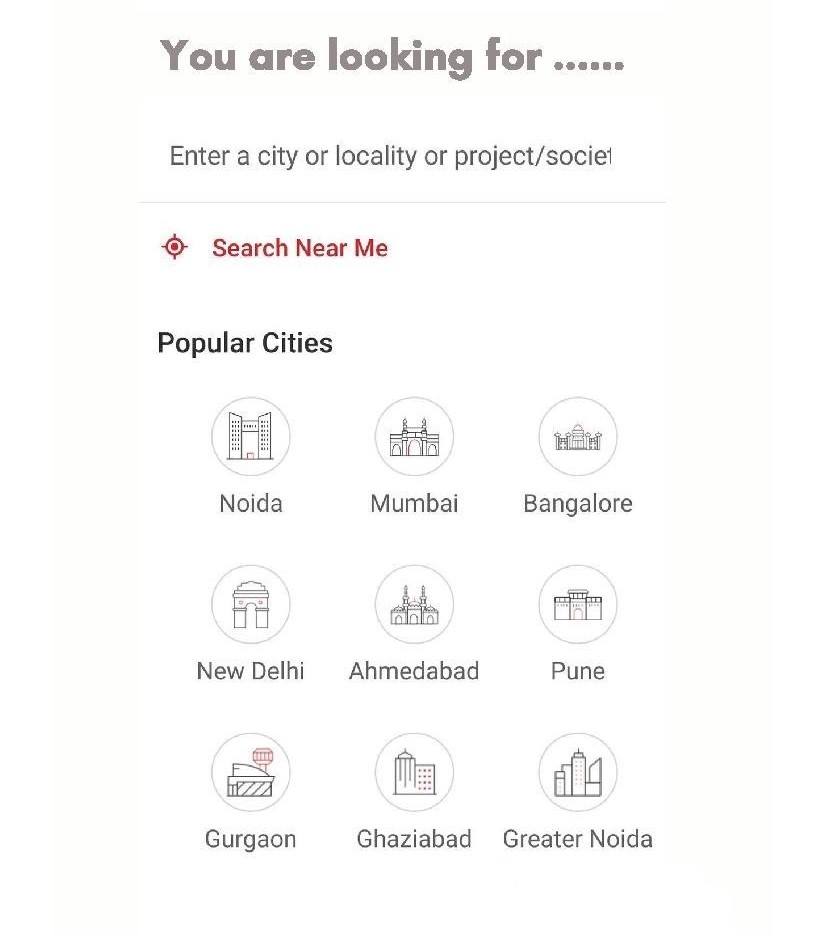 You are looking for ......
Enter a city or locality or project/societ
Search Near Me
Popular Cities
Noida Mumbai Bangalore
New Delhi Ahmedabad Pune
Gurgaon Ghaziabad Greater Noida